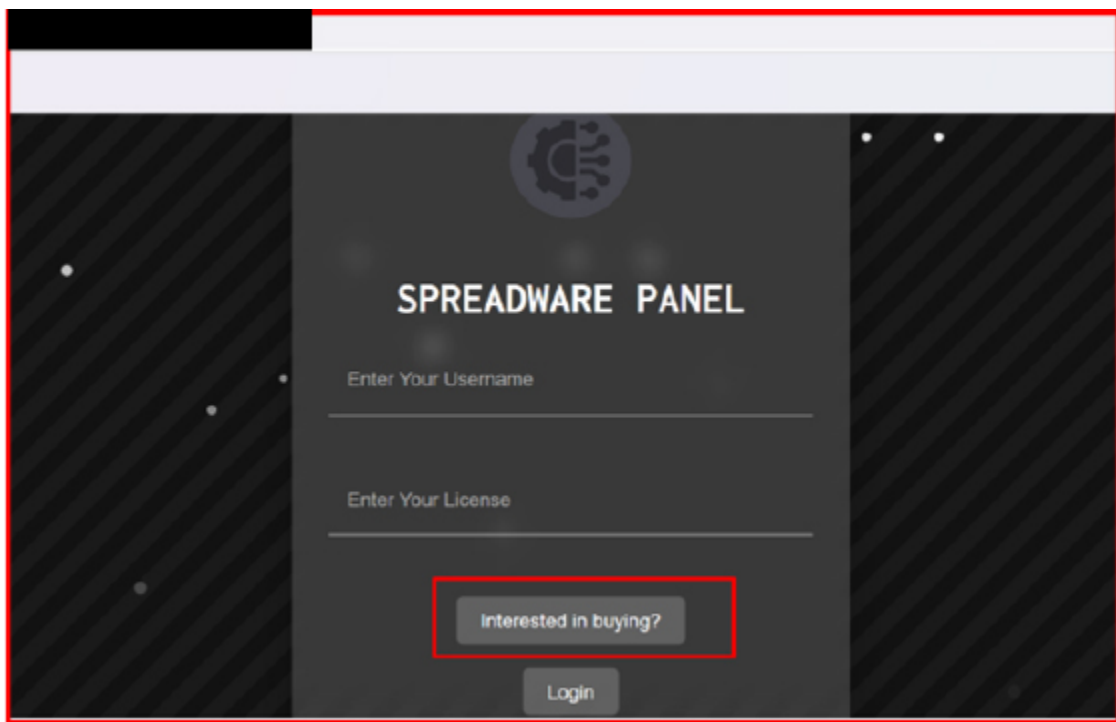 SPREADWARE PANEL
Enter Your Username
Enter Your License
Interested in buying?
Login